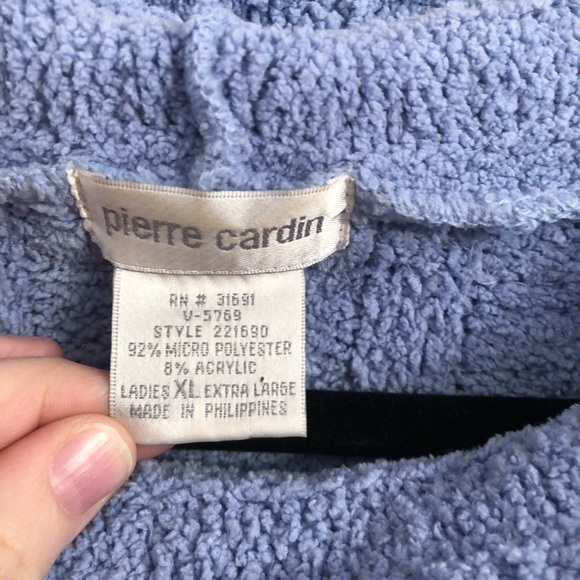 pierre cardin
RN # 31691
V-5769
STYLE 221690
92% MICRO POLYESTER
8% ACRYLIC
LADIES XL EXTRA LARGE
MADE IN PHILIPPINES